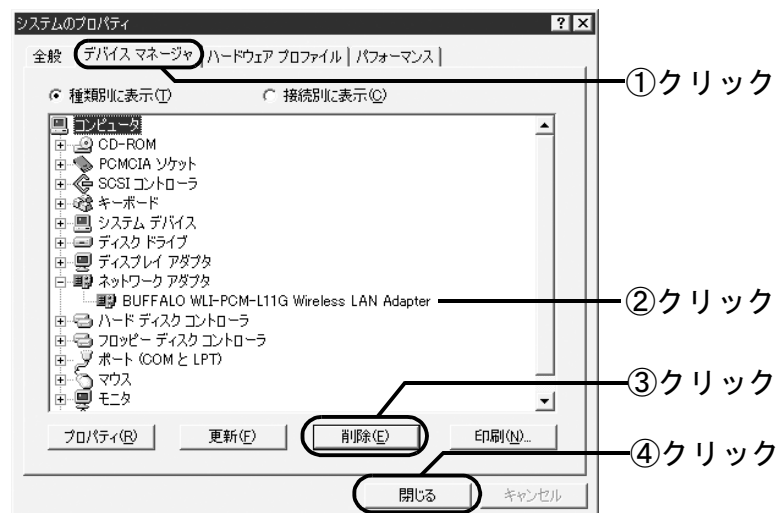 システムのプロパティ
? ×
全般 デバイス マネージャ ハードウェア プロファイル パフォーマンス
①クリック
種類別に表示(T) 接続別に表示(C)
コンピュータ
CD-ROM
PCMCIA ソケット
SCSI コントローラ
キーボード
システム デバイス
ディスク ドライブ
ディスプレイ アダプタ
ネットワーク アダプタ
BUFFALO WLI-PCM-L11G Wireless LAN Adapter
②クリック
ハード ディスク コントローラ
フロッピー ディスク コントローラ
ポート (COM と LPT)
マウス
モニタ
③クリック
プロパティ(R) 更新(F) 削除(E) 印刷(N)...
④クリック
閉じる キャンセル